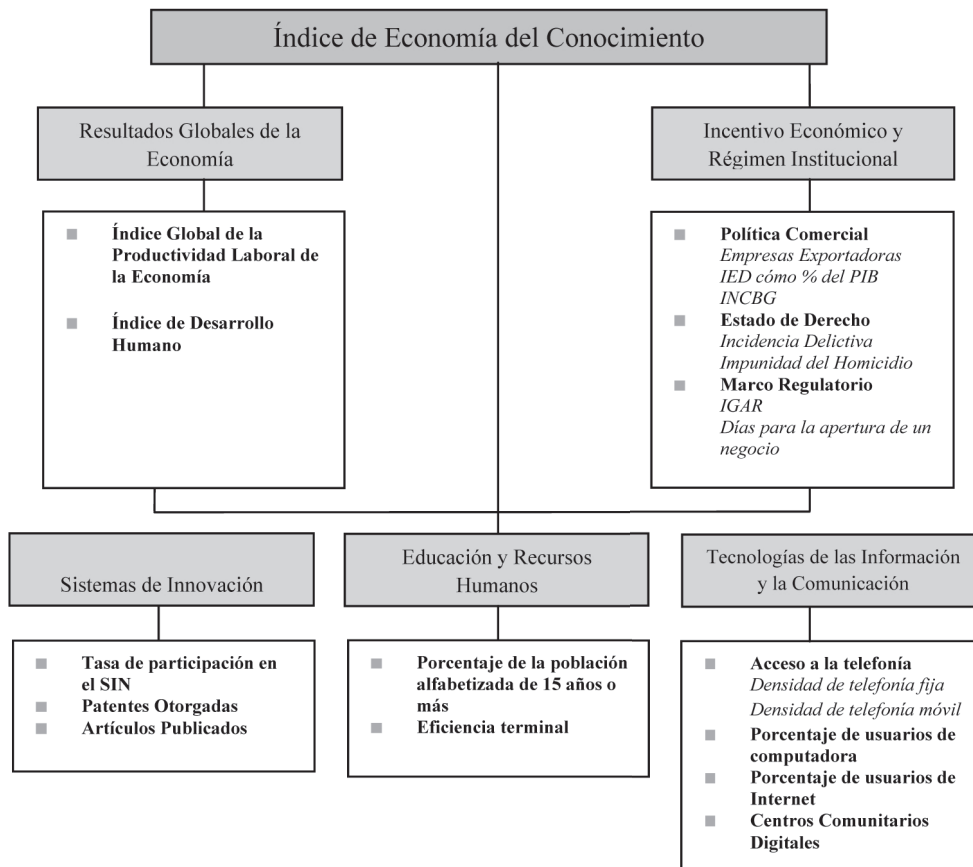 Índice de Economía del Conocimiento
Resultados Globales de la
Economía
Índice Global de la
Productividad Laboral de
la Economía
Índice de Desarrollo
Humano
Incentivo Económico y
Régimen Institucional
Política Comercial
Empresas Exportadoras
IED cómo % del PIB
INCBG
Estado de Derecho
Incidencia Delictiva
Impunidad del Homicidio
Marco Regulatorio
IGAR
Días para la apertura de un
negocio
Sistemas de Innovación
Tasa de participación en
el SIN
Patentes Otorgadas
Artículos Publicados
Educación y Recursos
Humanos
Porcentaje de la población
alfabetizada de 15 años o
más
Eficiencia terminal
Tecnologías de las Información
y la Comunicación
Acceso a la telefonía
Densidad de telefonía fija
Densidad de telefonía móvil
Porcentaje de usuarios de
computadora
Porcentaje de usuarios de
Internet
Centros Comunitarios
Digitales